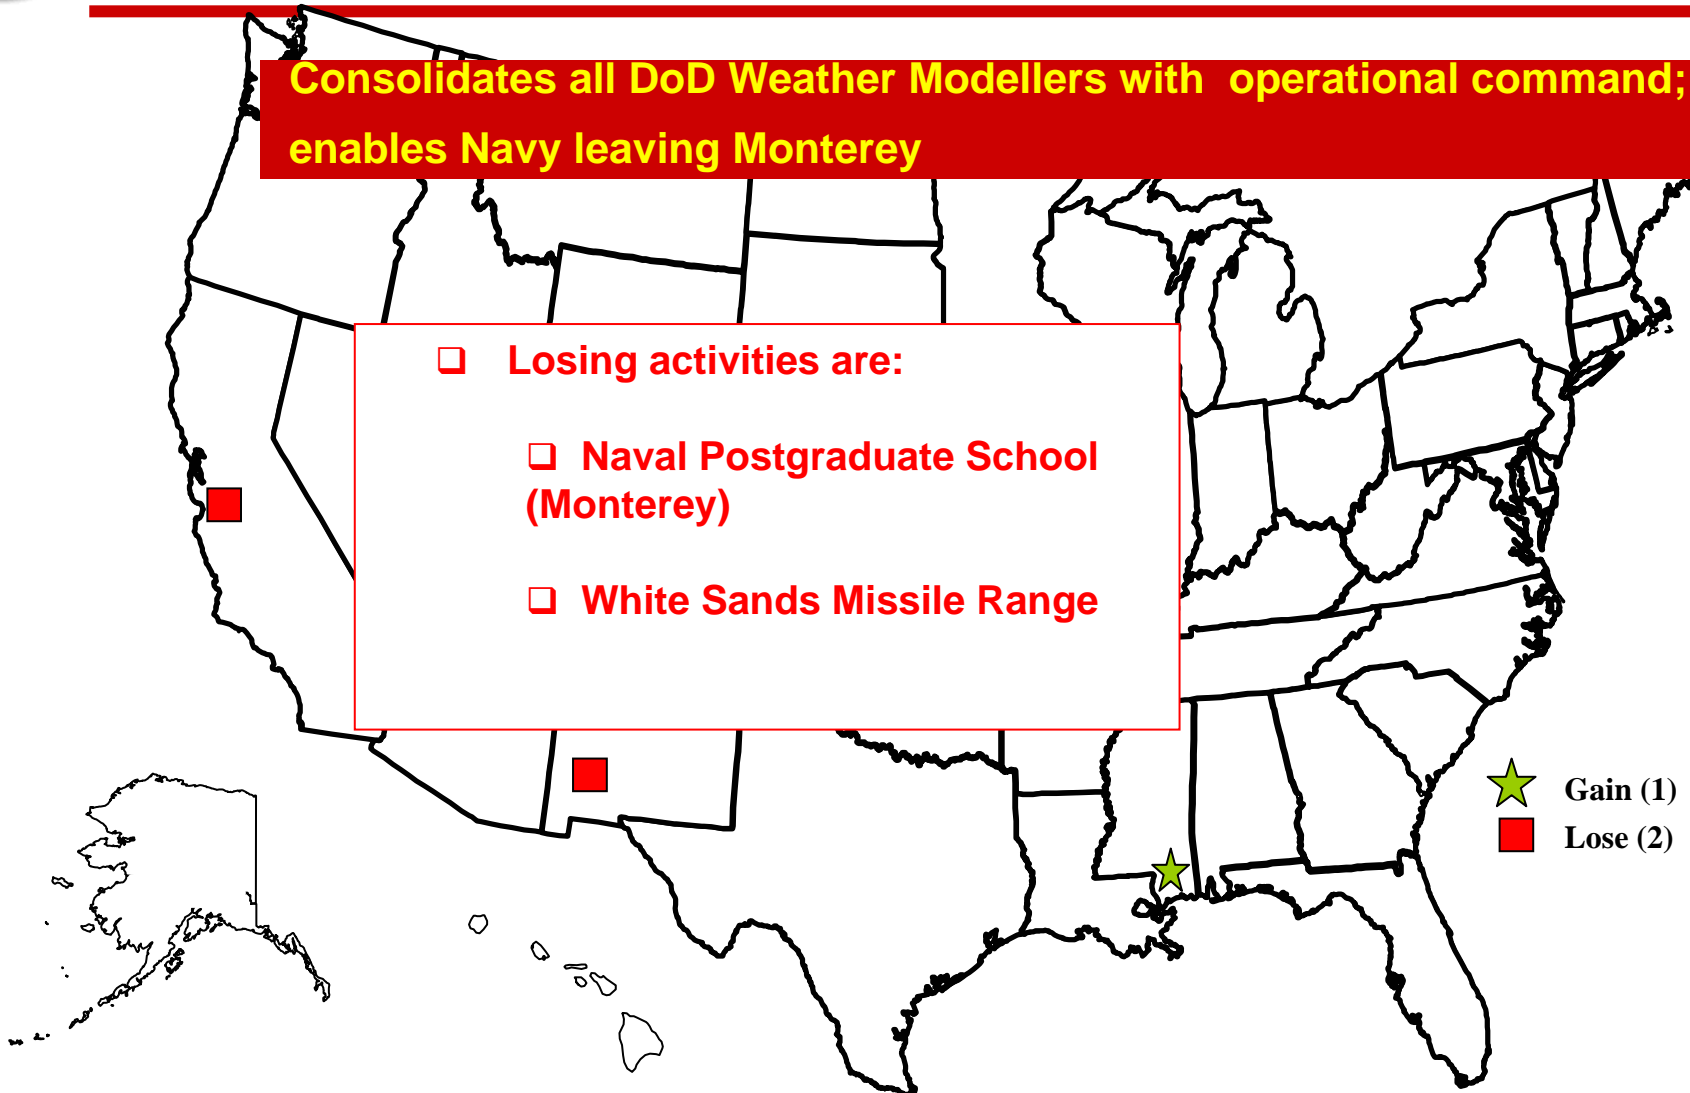 Consolidates all DoD Weather Modellers with operational command;
enables Navy leaving Monterey
❑ Losing activities are:
❑ Naval Postgraduate School
(Monterey)
❑ White Sands Missile Range
Gain (1)
Lose (2)